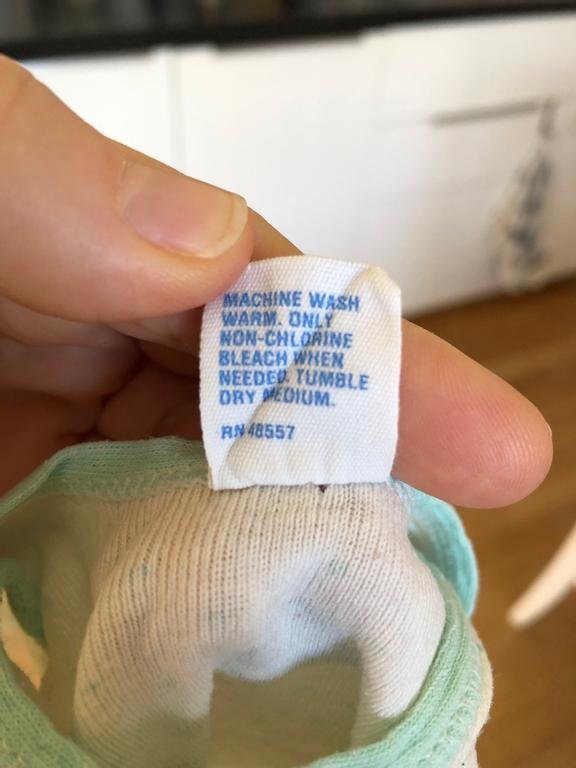 MACHINE WASH
WARM. ONLY
NON-CHLORINE
BLEACH WHEN
NEEDED. TUMBLE
DRY MEDIUM.
RN 48557